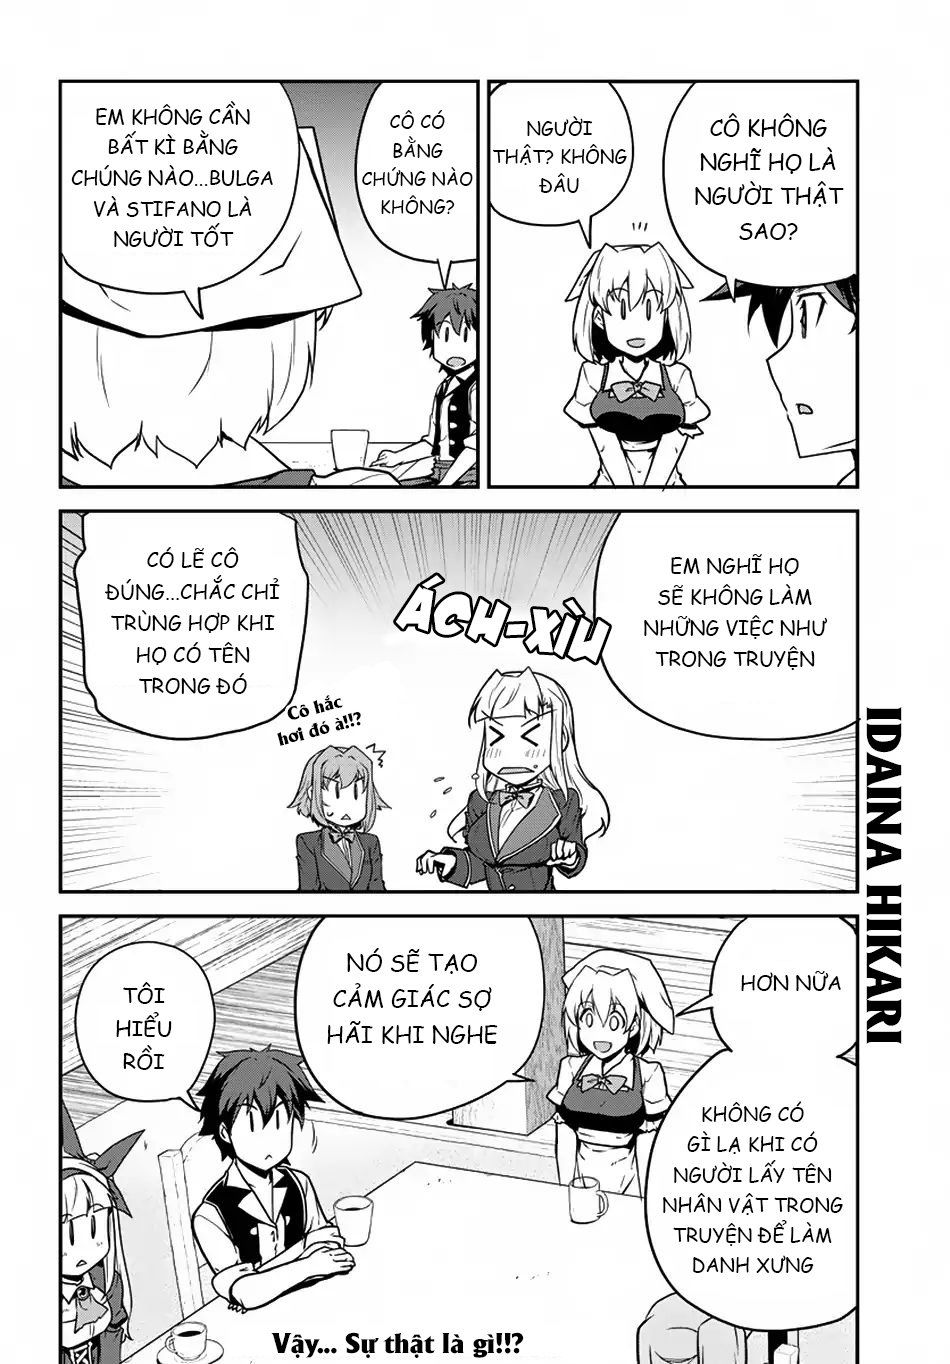 CÔ KHÔNG
NGHĨ HỌ LÀ
NGƯỜI THẬT
SAO?
NGƯỜI
THẬT? KHÔNG
ĐÂU
CÔ CÓ
BẰNG
CHỨNG NÀO
KHÔNG?
EM KHÔNG CẦN
BẤT KÌ BẰNG
CHÚNG NÀO...BULGA
VÀ STIFANO LÀ
NGƯỜI TỐT
EM NGHĨ HỌ
SẼ KHÔNG LÀM
NHỮNG VIỆC NHƯ
TRONG TRUYỆN
ÁCH-XÌU
Cô hắc
hơi đó à!!?
CÓ LẼ CÔ
ĐÚNG...CHẮC CHỈ
TRÙNG HỢP KHI
HỌ CÓ TÊN
TRONG ĐÓ
IDAINA HIKARI
HƠN NỮA
KHÔNG CÓ
GÌ LẠ KHI CÓ
NGƯỜI LẤY TÊN
NHÂN VẬT TRONG
TRUYỆN ĐỂ LÀM
DANH XƯNG
NÓ SẼ TẠO
CẢM GIÁC SỢ
HÃI KHI NGHE
TÔI
HIỂU
RỒI
Vậy... Sự thật là gì!!?